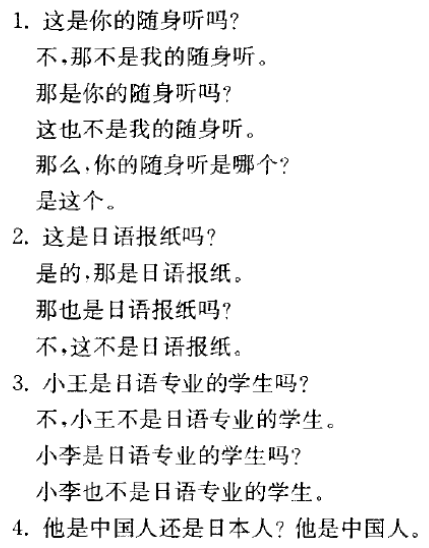 1. 这是你的随身听吗?
不,那不是我的随身听。
那是你的随身听吗?
这也不是我的随身听。
那么,你的随身听是哪个?
是这个。
2. 这是日语报纸吗?
是的,那是日语报纸。
那也是日语报纸吗?
不,这不是日语报纸。
3. 小王是日语专业的学生吗?
不,小王不是日语专业的学生。
小李是日语专业的学生吗?
小李也不是日语专业的学生。
4. 他是中国人还是日本人? 他是中国人。